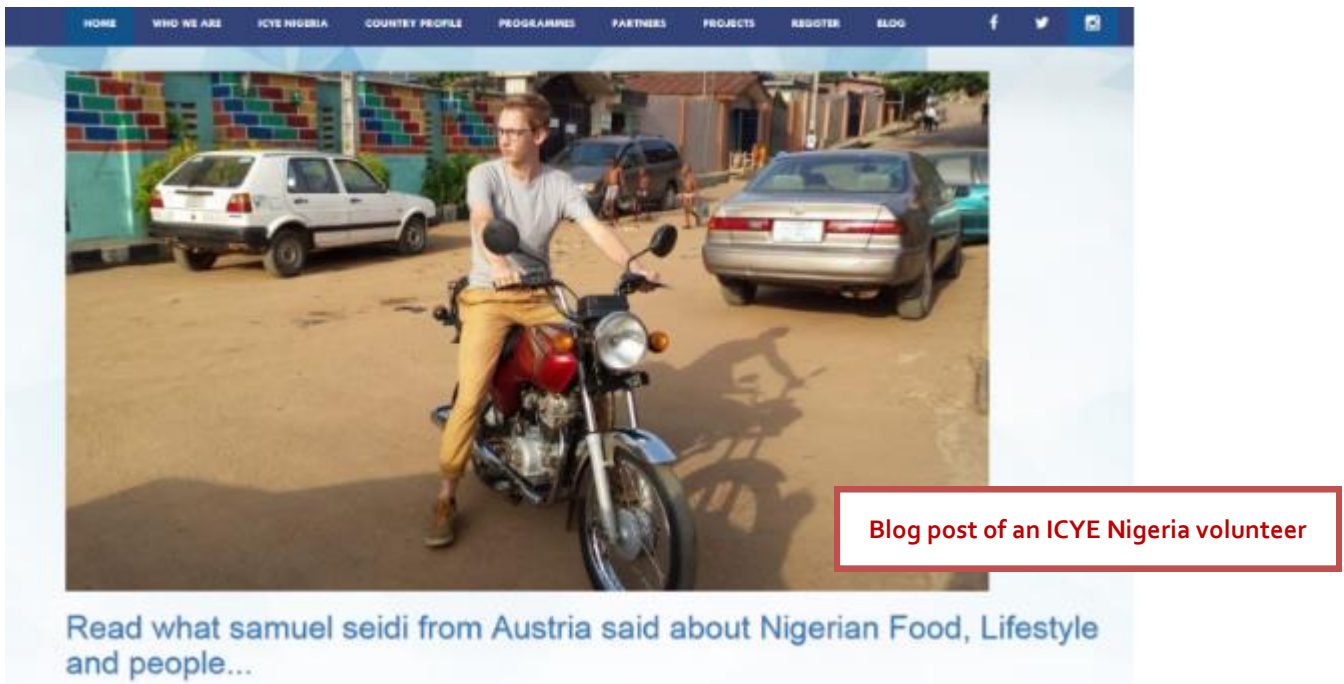 HOME WHO WE ARE ICYE NIGERIA COUNTRY PROFILE PROGRAMMES PARTNERS PROJECTS REGISTER BLOG
Blog post of an ICYE Nigeria volunteer
Read what samuel seidi from Austria said about Nigerian Food, Lifestyle
and people...